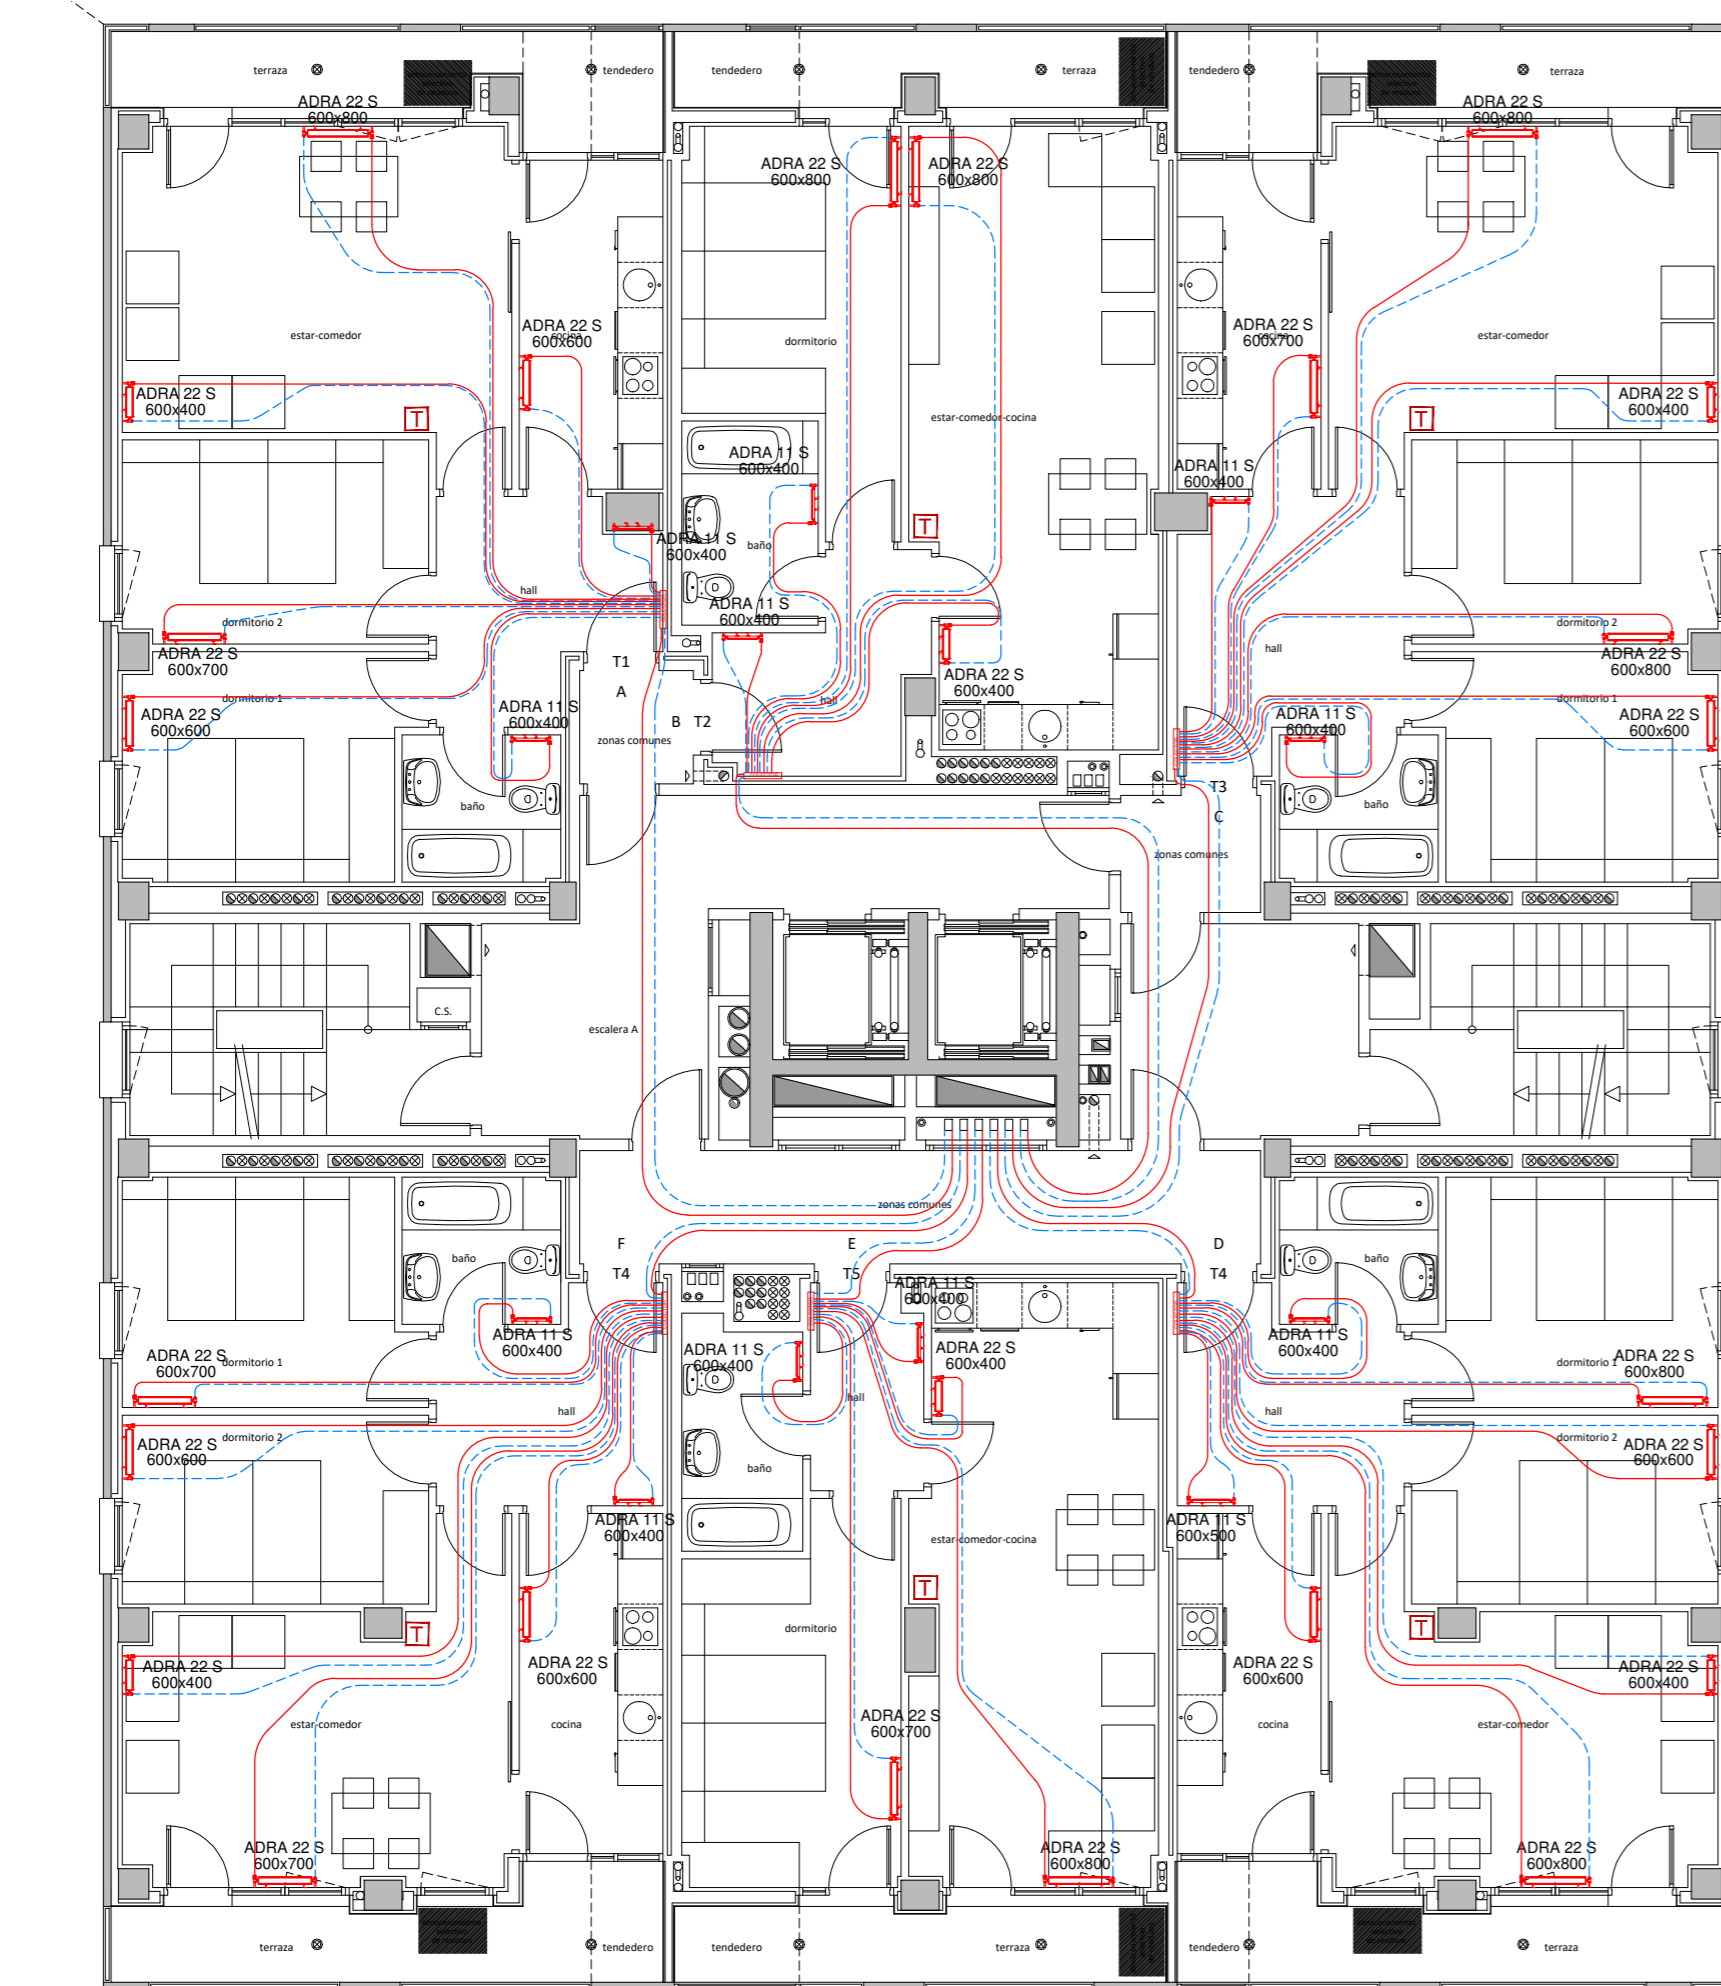 terraza
tendedero
tendedero
terraza
tendedero
terraza
ADRA 22 S
600x800
ADRA 22 S
600x800
ADRA 22 S
600x800
ADRA 22 S
600x800
estar-comedor
ADRA 22 S
600x600
cocina
dormitorio
ADRA 22 S
600x700
cocina
estar-comedor
ADRA 22 S
600x400
T
estar-comedor-cocina
T
ADRA 22 S
600x400
ADRA 11 S
600x400
ADRA 11 S
600x400
T
ADRA 11 S
600x400
baño
hall
ADRA 11 S
600x400
dormitorio 2
ADRA 22 S
600x700
T1
A
ADRA 22 S
600x400
hall
dormitorio 2
ADRA 22 S
600x800
dormitorio 1
ADRA 22 S
600x600
ADRA 11 S
600x400
B T2
hall
zonas comunes
ADRA 11 S
600x400
dormitorio 1
ADRA 22 S
600x600
baño
T3
C
baño
zonas comunes
C.S.
escalera A
zonas comunes
F
T4
E
T5
D
T4
baño
baño
ADRA 11 S
600x400
ADRA 11 S
600x400
ADRA 11 S
600x400
ADRA 22 S
600x400
ADRA 11 S
600x400
ADRA 22 S
600x700
dormitorio 1
dormitorio 1
ADRA 22 S
600x800
hall
hall
hall
dormitorio 2
ADRA 22 S
600x600
baño
dormitorio 2
ADRA 22 S
600x600
ADRA 11 S
600x400
estar-comedor-cocina
ADRA 11 S
600x500
T
T
T
dormitorio
ADRA 22 S
600x400
ADRA 22 S
600x600
ADRA 22 S
600x600
ADRA 22 S
600x400
estar-comedor
cocina
ADRA 22 S
600x700
cocina
estar-comedor
ADRA 22 S
600x700
ADRA 22 S
600x800
ADRA 22 S
600x800
terraza
tendedero
tendedero
terraza
tendedero
terraza